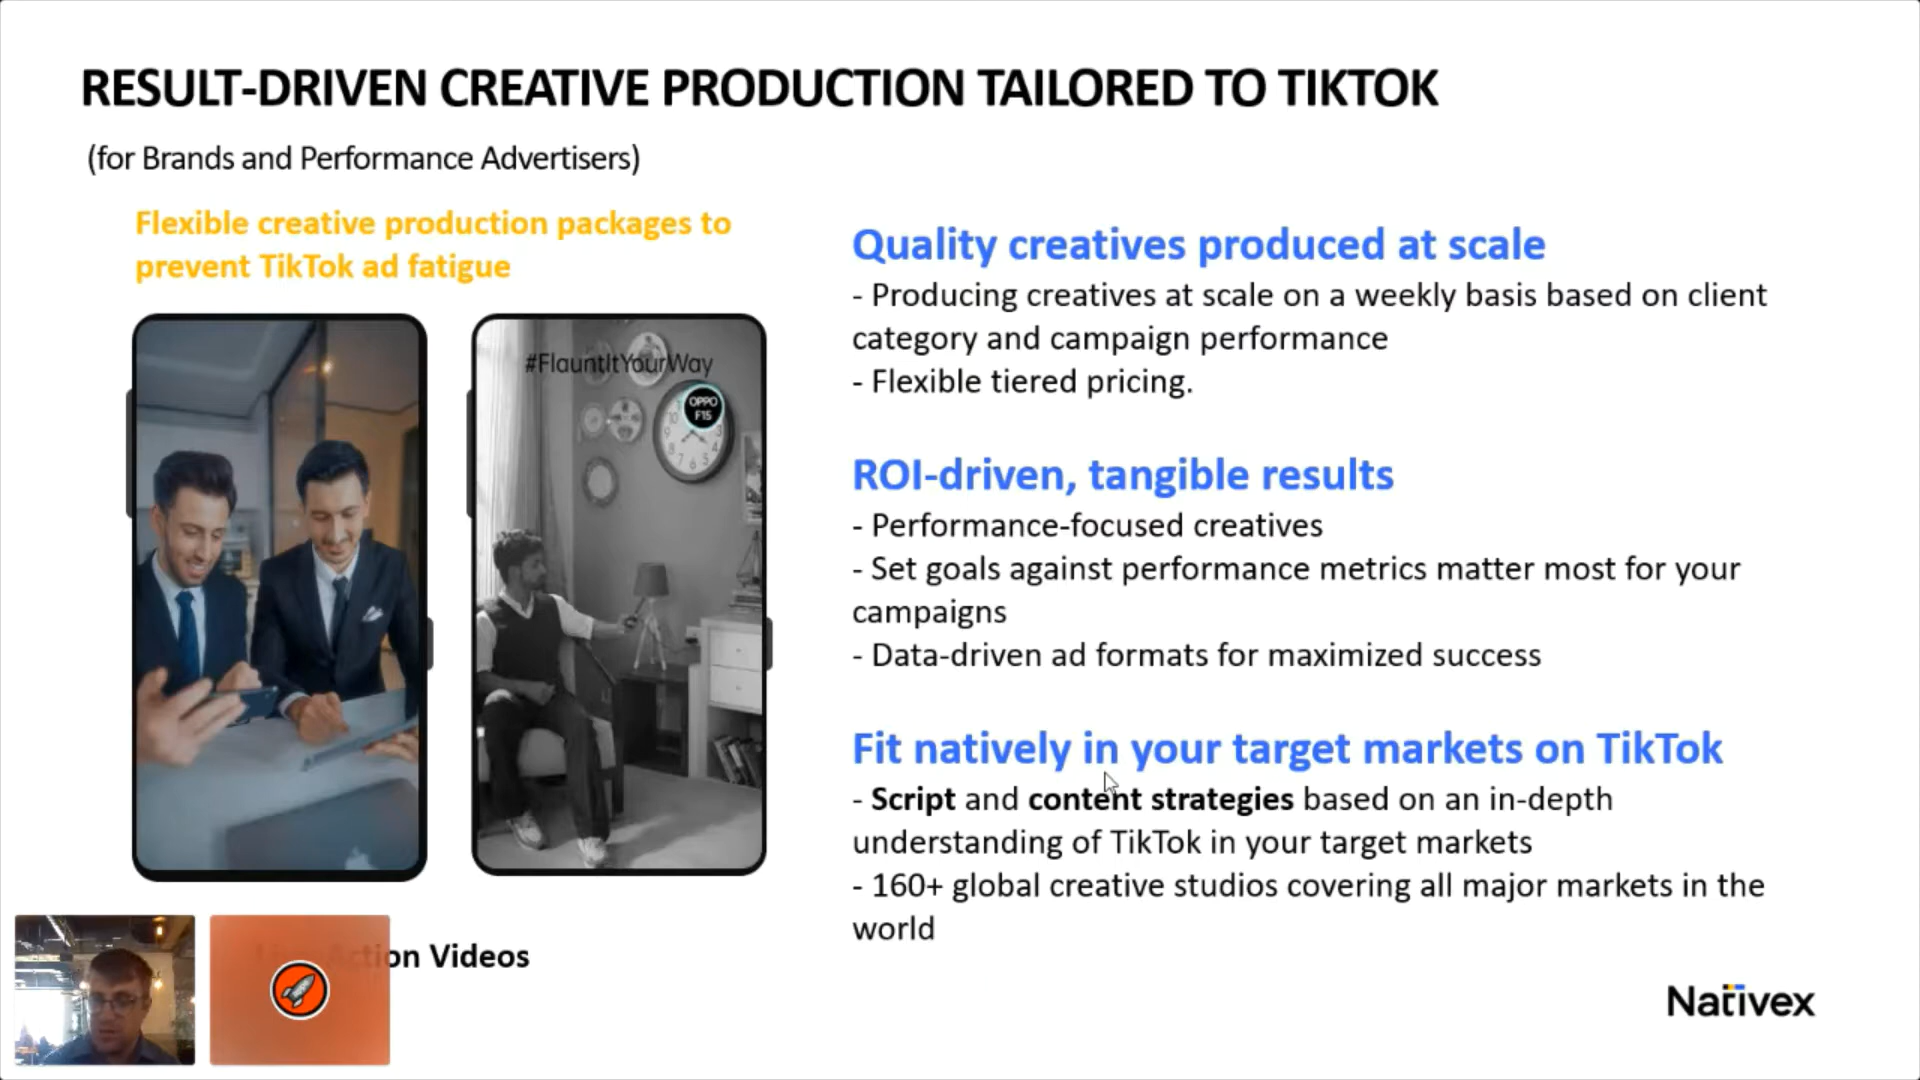 RESULT-DRIVEN CREATIVE PRODUCTION TAILORED TO TIKTOK
(for Brands and Performance Advertisers)
Flexible creative production packages to
prevent TikTok ad fatigue
#FlauntItYourWay
OPPO
F15
Quality creatives produced at scale
- Producing creatives at scale on a weekly basis based on client
category and campaign performance
- Flexible tiered pricing.
ROI-driven, tangible results
- Performance-focused creatives
- Set goals against performance metrics matter most for your
campaigns
- Data-driven ad formats for maximized success
Fit natively in your target markets on TikTok
- Script and content strategies based on an in-depth
understanding of TikTok in your target markets
- 160+ global creative studios covering all major markets in the
world
Action Videos
Nativex